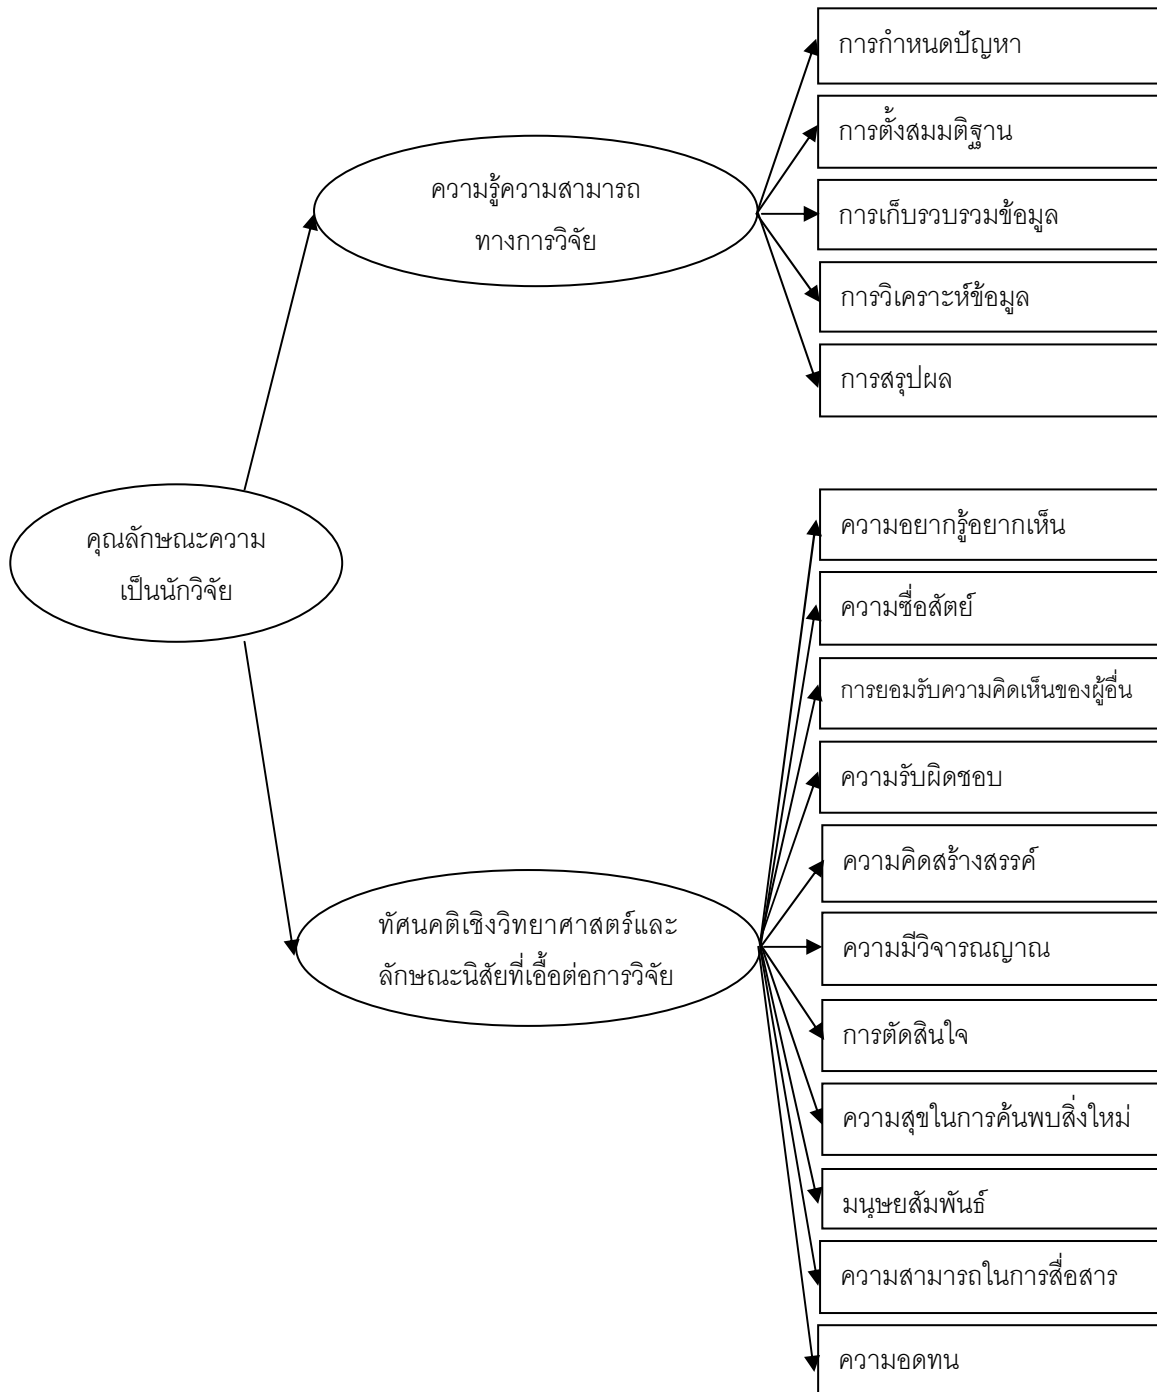 การกำหนดปัญหา
การตั้งสมมติฐาน
ความรู้ความสามารถ
ทางการวิจัย
การเก็บรวบรวมข้อมูล
การวิเคราะห์ข้อมูล
การสรุปผล
คุณลักษณะความ
เป็นนักวิจัย
ความอยากรู้อยากเห็น
ความซื่อสัตย์
การยอมรับความคิดเห็นของผู้อื่น
ความรับผิดชอบ
ความคิดสร้างสรรค์
ทัศนคติเชิงวิทยาศาสตร์และ
ลักษณะนิสัยที่เอื้อต่อการวิจัย
ความมีวิจารณญาณ
การตัดสินใจ
ความสุขในการค้นพบสิ่งใหม่
มนุษยสัมพันธ์
ความสามารถในการสื่อสาร
ความอดทน